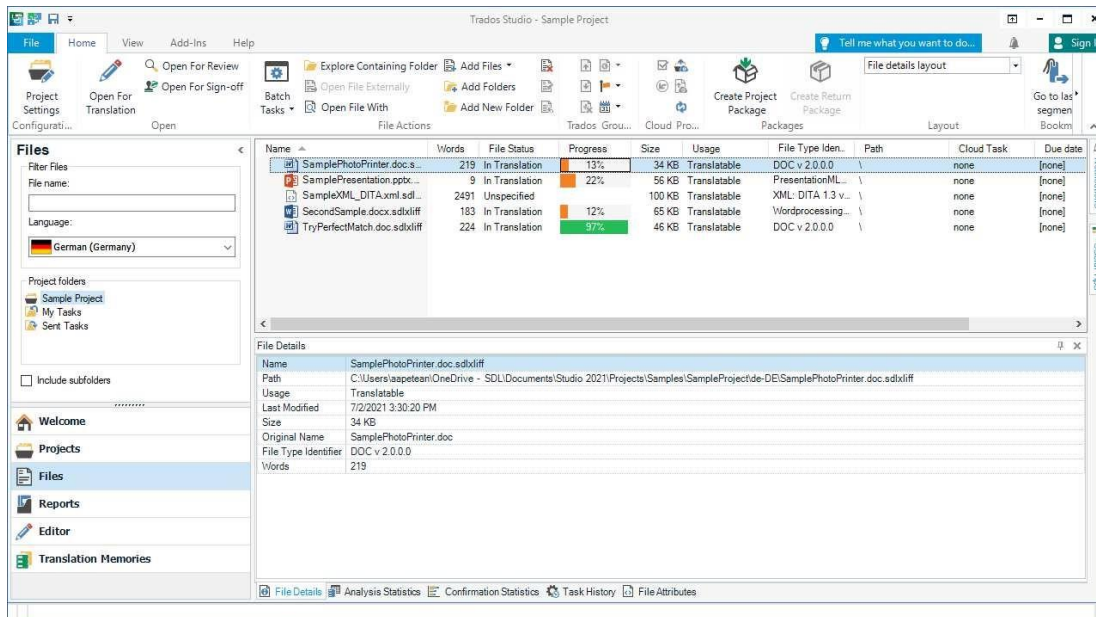 Trados Studio - Sample Project
File Home View Add-Ins Help Tell me what you want to do... Sign
Project Settings
Open For Translation
Open For Review
Open For Sign-off
Batch Tasks
Explore Containing Folder
Open File Externally
Open File With
Add Files
Add Folders
Add New Folder
Create Project Package
Create Return Package
File details layout
Go to las
segmen
Configurati... Open File Actions Trados Grou... Cloud Pro... Packages Layout Bookm
Files
Filter Files
File name:
Language:
German (Germany)
Project folders
Sample Project
My Tasks
Sent Tasks
Include subfolders
Welcome
Projects
Files
Reports
Editor
Translation Memories
Name Words File Status Progress Size Usage File Type Iden... Path Cloud Task Due date
SamplePhotoPrinter.doc.s... 219 In Translation 13% 34 KB Translatable DOC v 2.0.0.0 \ none [none]
SamplePresentation.pptx... 9 In Translation 22% 56 KB Translatable PresentationML... \ none [none]
SampleXML_DITA.xml.sdl... 2491 Unspecified 100 KB Translatable XML: DITA 1.3 v... \ none [none]
SecondSample.docx.sdlxliff 183 In Translation 12% 65 KB Translatable Wordprocessing... \ none [none]
TryPerfectMatch.doc.sdlxliff 224 In Translation 97% 46 KB Translatable DOC v 2.0.0.0 \ none [none]
File Details
Name SamplePhotoPrinter.doc.sdlxliff
Path C:\Users\aapetean\OneDrive - SDL\Documents\Studio 2021\Projects\Samples\SampleProject\de-DE\SamplePhotoPrinter.doc.sdlxliff
Usage Translatable
Last Modified 7/2/2021 3:30:20 PM
Size 34 KB
Original Name SamplePhotoPrinter.doc
File Type Identifier DOC v 2.0.0.0
Words 219
File Details Analysis Statistics Confirmation Statistics Task History File Attributes